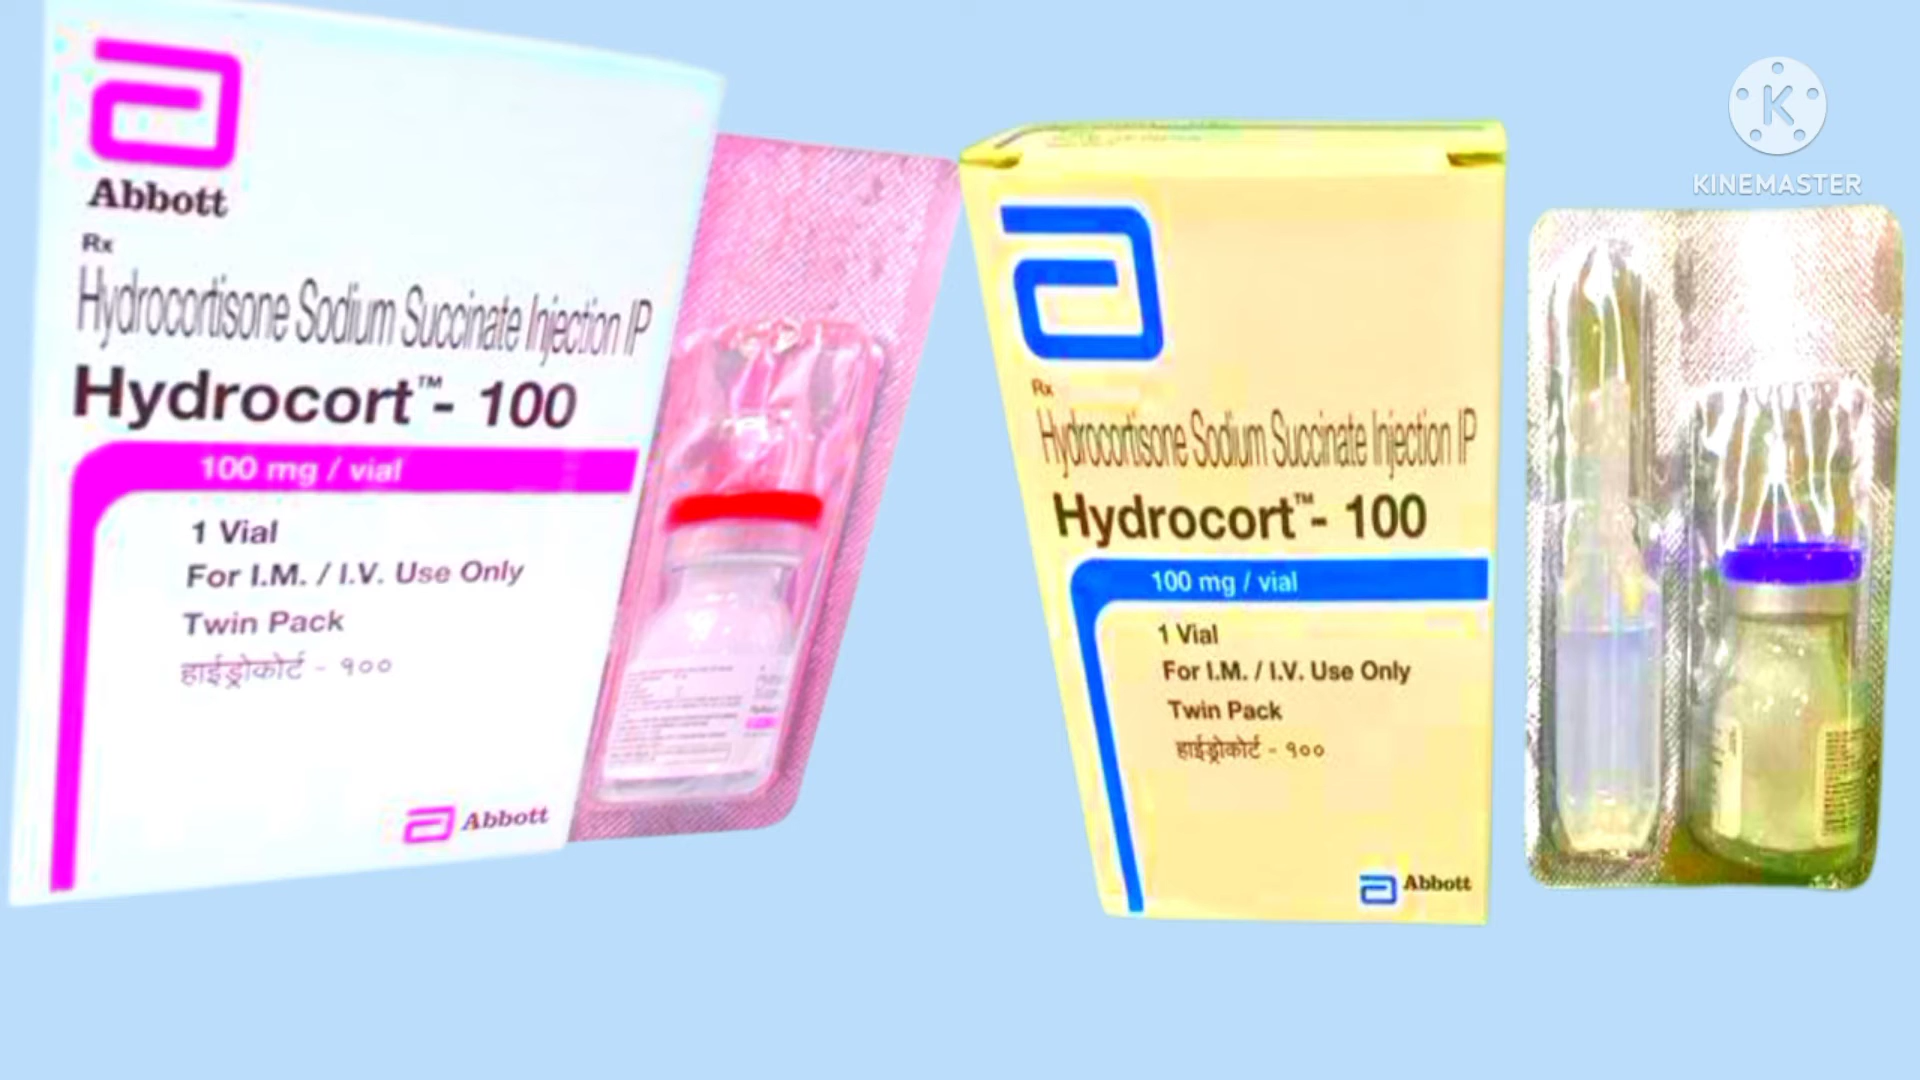 Abbott
Rx
Hydrocortisone Sodium Succinate Injection IP
Hydrocort™- 100
100 mg / vial
1 Vial
For I.M. / I.V. Use Only
Twin Pack
हाईड्रोकोर्ट - १००
Abbott
Rx
Hydrocortisone Sodium Succinate Injection IP
Hydrocort™- 100
100 mg / vial
1 Vial
For I.M. / I.V. Use Only
Twin Pack
हाईड्रोकोर्ट - १००
Abbott
KINEMASTER